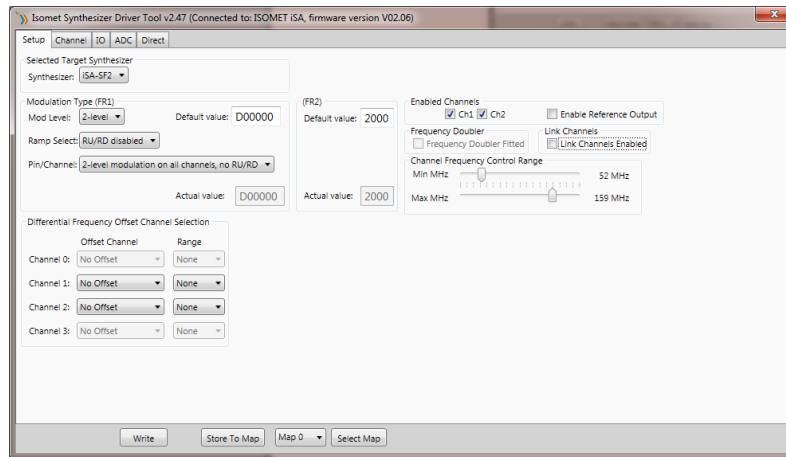 Isomet Synthesizer Driver Tool v2.47 (Connected to: ISOMET iSA, firmware version V02.06)
Setup Channel IO ADC Direct
Selected Target Synthesizer
Synthesizer: iSA-SF2
Modulation Type (FR1)
Mod Level: 2-level Default value: D00000
Ramp Select: RU/RD disabled
Pin/Channel: 2-level modulation on all channels, no RU/RD
Actual value: D00000
(FR2)
Default value: 2000
Actual value: 2000
Enabled Channels
Ch1 Ch2 Enable Reference Output
Frequency Doubler
Frequency Doubler Fitted
Link Channels
Link Channels Enabled
Channel Frequency Control Range
Min MHz 52 MHz
Max MHz 159 MHz
Differential Frequency Offset Channel Selection
Offset Channel Range
Channel 0: No Offset None
Channel 1: No Offset None
Channel 2: No Offset None
Channel 3: No Offset None
Write Store To Map Map 0 Select Map